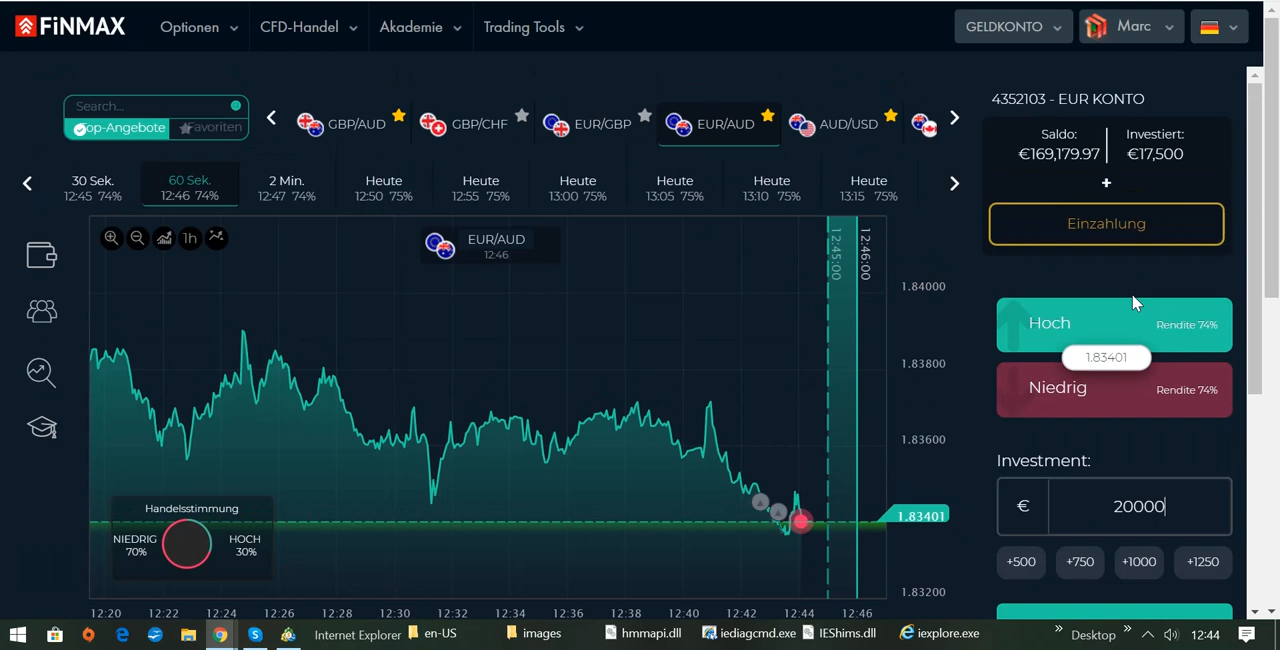 FiNMAX
Optionen
CFD-Handel
Akademie
Trading Tools
GELDKONTO
Marc
Search...
Top-Angebote
Favoriten
GBP/AUD
GBP/CHF
EUR/GBP
EUR/AUD
AUD/USD
30 Sek.
12:45 74%
60 Sek.
12:46 74%
2 Min.
12:47 74%
Heute
12:50 75%
Heute
12:55 75%
Heute
13:00 75%
Heute
13:05 75%
Heute
13:10 75%
Heute
13:15 75%
4352103 - EUR KONTO
Saldo:
€169,179.97
Investiert:
€17,500
+
Einzahlung
1h
EUR/AUD
12:46
12:45:00
12:46:00
1.84000
1.83800
1.83600
1.83401
1.83200
Handelsstimmung
NIEDRIG
70%
HOCH
30%
12:20
12:22
12:24
12:26
12:28
12:30
12:32
12:34
12:36
12:38
12:40
12:42
12:44
12:46
Hoch
Rendite 74%
1.83401
Niedrig
Rendite 74%
Investment:
€
20000
+500
+750
+1000
+1250
Internet Explorer
en-US
images
hmmapi.dll
iediagcmd.exe
IEShims.dll
iexplore.exe
»
Desktop
»
12:44